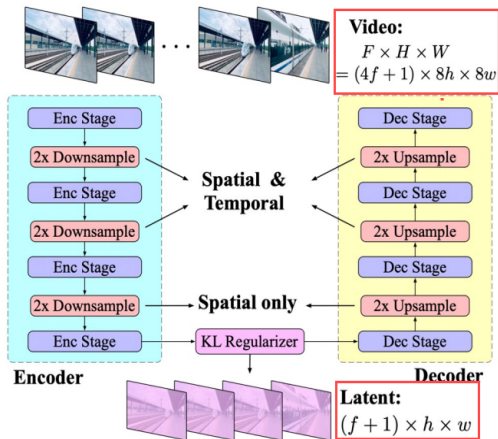 Video:
F × H × W
= (4f + 1) × 8h × 8w
Enc Stage
2x Downsample
Enc Stage
2x Downsample
Enc Stage
2x Downsample
Enc Stage
Encoder
Spatial &
Temporal
Spatial only
KL Regularizer
Dec Stage
2x Upsample
Dec Stage
2x Upsample
Dec Stage
2x Upsample
Dec Stage
Decoder
Latent:
(f + 1) × h × w